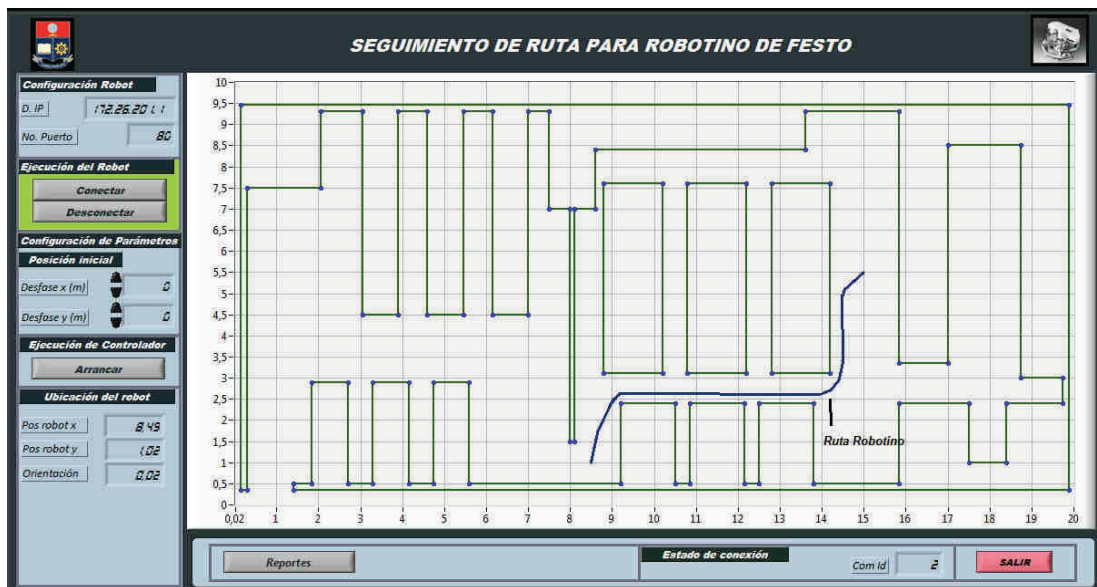 SEGUIMIENTO DE RUTA PARA ROBOTINO DE FESTO
Configuración Robot
D. IP
No. Puerto 80
Ejecución del Robot
Conectar
Desconectar
Configuración de Parámetros
Posición inicial
Desfase x (m) 0
Desfase y (m) 0
Ejecución de Controlador
Arrancar
Ubicación del robot
Pos robot x 8,49
Pos robot y 1,02
Orientación 0,02
10
9,5
9
8,5
8
7,5
7
6,5
6
5,5
5
4,5
4
3,5
3
2,5
2
1,5
1
0,5
0
0,02 1 2 3 4 5 6 7 8 9 10 11 12 13 14 15 16 17 18 19 20
Ruta Robotino
Reportes
Estado de conexión
Com Id 2
SALIR